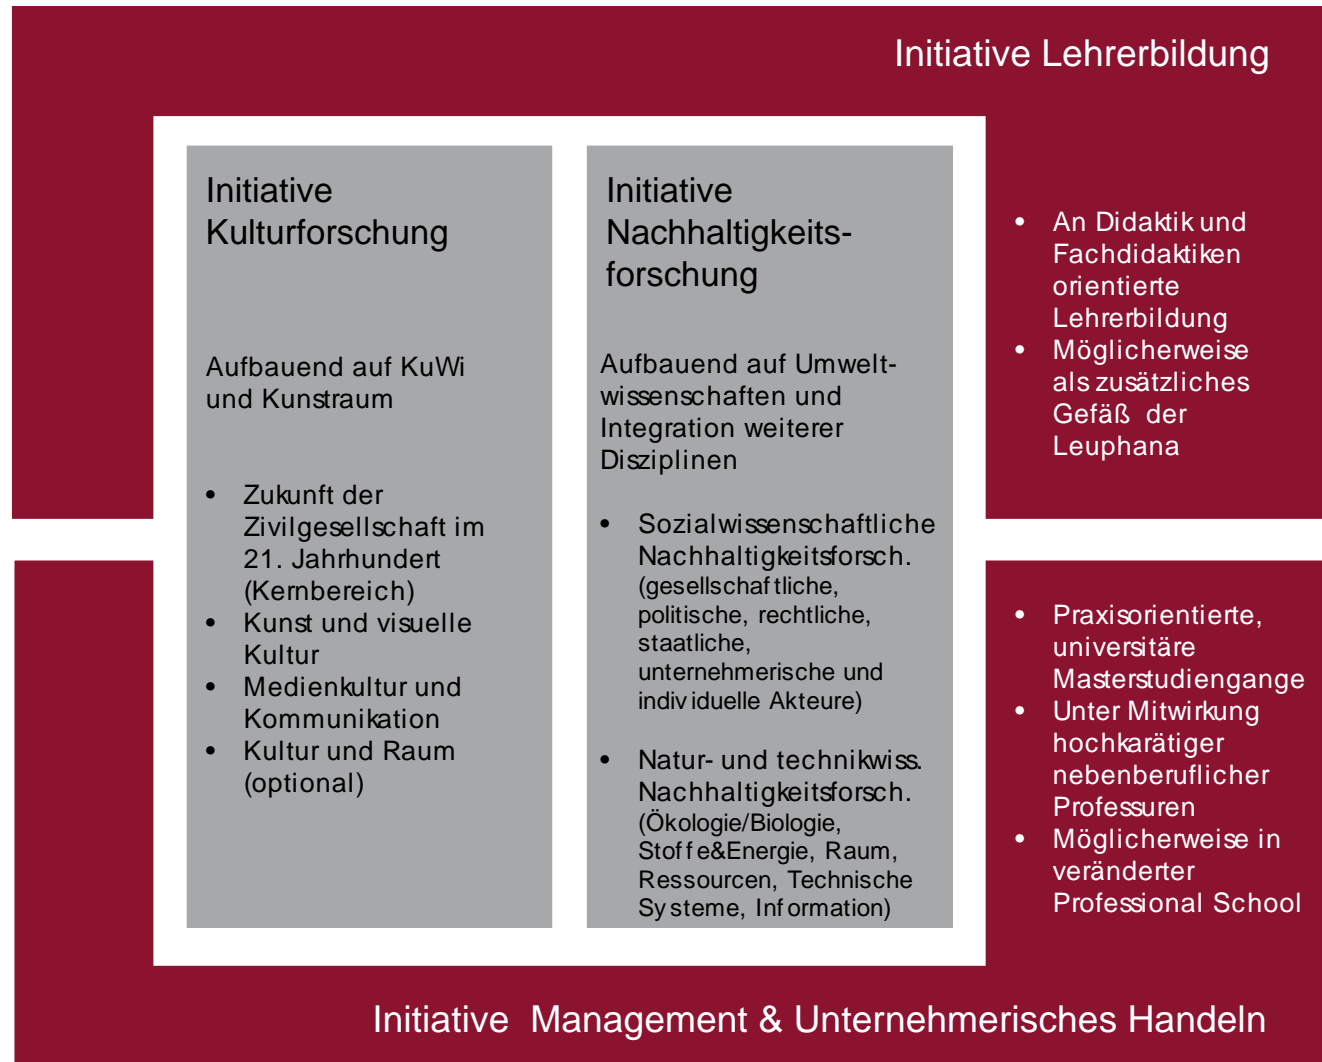 Initiative Lehrerbildung
Initiative
Kulturforschung
Aufbauend auf KuWi
und Kunstraum
• Zukunft der
Zivilgesellschaft im
21. Jahrhundert
(Kernbereich)
• Kunst und visuelle
Kultur
• Medienkultur und
Kommunikation
• Kultur und Raum
(optional)
Initiative
Nachhaltigkeits-
forschung
Aufbauend auf Umwelt-
wissenschaften und
Integration weiterer
Disziplinen
• Sozialwissenschaftliche
Nachhaltigkeitsforsch.
(gesellschaftliche,
politische, rechtliche,
staatliche,
unternehmerische und
individuelle Akteure)
• Natur- und technikwiss.
Nachhaltigkeitsforsch.
(Ökologie/Biologie,
Stoffe&Energie, Raum,
Ressourcen, Technische
Systeme, Information)
• An Didaktik und
Fachdidaktiken
orientierte
Lehrerbildung
• Möglicherweise
als zusätzliches
Gefäß der
Leuphana
• Praxisorientierte,
universitäre
Masterstudiengange
• Unter Mitwirkung
hochkarätiger
nebenberuflicher
Professuren
• Möglicherweise in
veränderter
Professional School
Initiative Management & Unternehmerisches Handeln